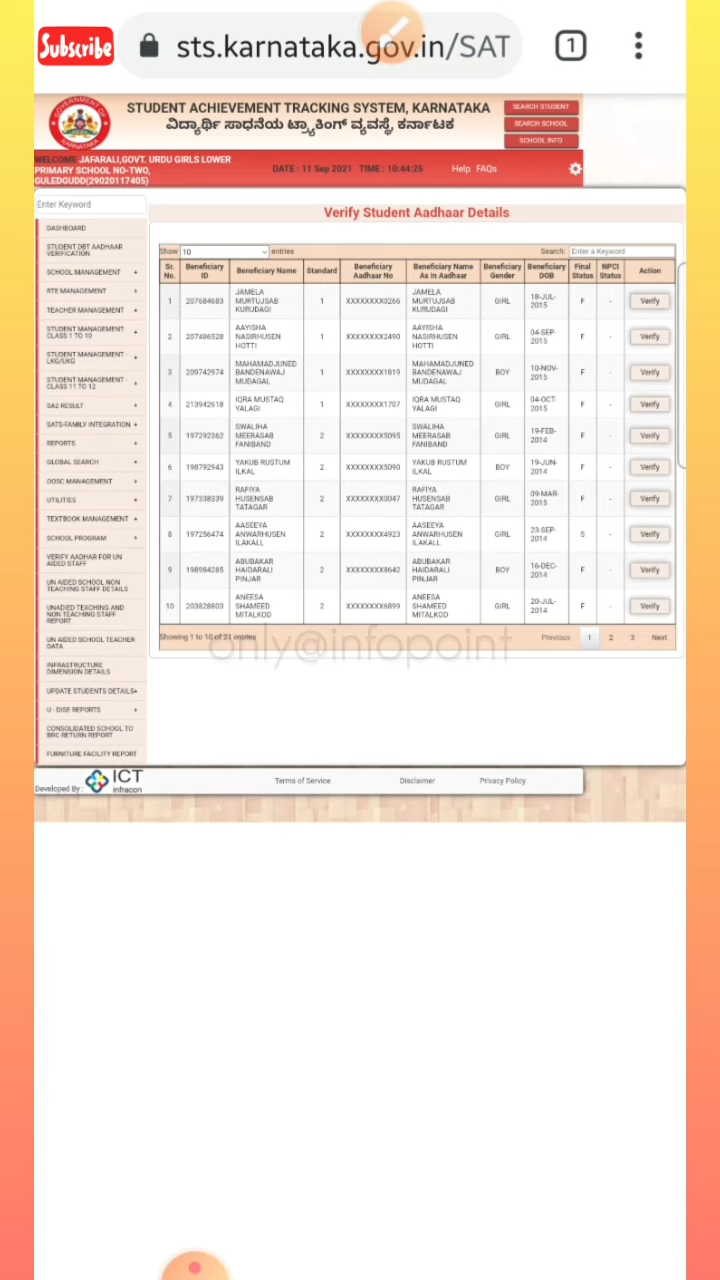 Subscribe
sts.karnataka.gov.in/SAT
1
GOVERNMENT OF KARNATAKA
STUDENT ACHIEVEMENT TRACKING SYSTEM, KARNATAKA
ವಿದ್ಯಾರ್ಥಿ ಸಾಧನೆಯ ಟ್ರ್ಯಾಕಿಂಗ್ ವ್ಯವಸ್ಥೆ, ಕರ್ನಾಟಕ
SEARCH STUDENT
SEARCH SCHOOL
SCHOOL INFO
WELCOME JAFARALI,GOVT. URDU GIRLS LOWER
PRIMARY SCHOOL NO-TWO,
GULEDGUDD(29020117405)
DATE : 11 Sep 2021 TIME : 10:44:25
Help FAQs
Enter Keyword
DASHBOARD
STUDENT DBT AADHAAR
VERIFICATION
SCHOOL MANAGEMENT +
RTE MANAGEMENT +
TEACHER MANAGEMENT +
STUDENT MANAGEMENT
CLASS 1 TO 10 +
STUDENT MANAGEMENT -
LKG/UKG +
STUDENT MANAGEMENT -
CLASS 11 TO 12 +
SA2 RESULT +
SATS-FAMILY INTEGRATION +
REPORTS +
GLOBAL SEARCH +
DOSC MANAGEMENT +
UTILITIES +
TEXTBOOK MANAGEMENT +
SCHOOL PROGRAM +
VERIFY AADHAR FOR UN
AIDED STAFF
UN AIDED SCHOOL NON
TEACHING STAFF DETAILS
UNADIED TEACHING AND
NON TEACHING STAFF
REPORT
UN AIDED SCHOOL TEACHER
DATA
INFRASTRUCTURE
DIMENSION DETAILS
UPDATE STUDENTS DETAILS+
U - DISE REPORTS +
CONSOLIDATED SCHOOL TO
BRC RETURN REPORT
FURNITURE FACILITY REPORT
Verify Student Aadhaar Details
Show 10 entries
Search: Enter a Keyword
Sr. No. Beneficiary ID Beneficiary Name Standard Beneficiary Aadhaar No Beneficiary Name As In Aadhaar Beneficiary Gender Beneficiary DOB Final Status NPCI Status Action
1 207684683 JAMELA MURTUJSAB KURUDAGI 1 XXXXXXXX0266 JAMELA MURTUJSAB KURUDAGI GIRL 18-JUL-2015 F - Verify
2 207486528 AAYISHA NASIRHUSEN HOTTI 1 XXXXXXXX2490 AAYISHA NASIRHUSEN HOTTI GIRL 04-SEP-2015 F - Verify
3 209742974 MAHAMADJUNED BANDENAWAJ MUDAGAL 1 XXXXXXXX1819 MAHAMADJUNED BANDENAWAJ MUDAGAL BOY 10-NOV-2015 F - Verify
4 213942618 IQRA MUSTAQ YALAGI 1 XXXXXXXX1707 IQRA MUSTAQ YALAGI GIRL 04-OCT-2015 F - Verify
5 197292362 SWALIHA MEERASAB FANIBAND 2 XXXXXXXX5095 SWALIHA MEERASAB FANIBAND GIRL 19-FEB-2014 F - Verify
6 198792943 YAKUB RUSTUM ILKAL 2 XXXXXXXX5090 YAKUB RUSTUM ILKAL BOY 19-JUN-2014 F - Verify
7 197338339 RAFIYA HUSENSAB TATAGAR 2 XXXXXXXX0047 RAFIYA HUSENSAB TATAGAR GIRL 09-MAR-2015 F - Verify
8 197256474 AASEEYA ANWARHUSEN ILAKALL 2 XXXXXXXX4923 AASEEYA ANWARHUSEN ILAKALL GIRL 23-SEP-2014 S - Verify
9 198984285 ABUBAKAR HAIDARALI PINJAR 2 XXXXXXXX8642 ABUBAKAR HAIDARALI PINJAR BOY 16-DEC-2014 F - Verify
10 203828803 ANEESA SHAMEED MITALKOD 2 XXXXXXXX6899 ANEESA SHAMEED MITALKOD GIRL 20-JUL-2014 F - Verify
Showing 1 to 10 of 21 entries
Previous 1 2 3 Next
only@infopoint
Developed By : ICT infracon
Terms of Service
Disclaimer
Privacy Policy